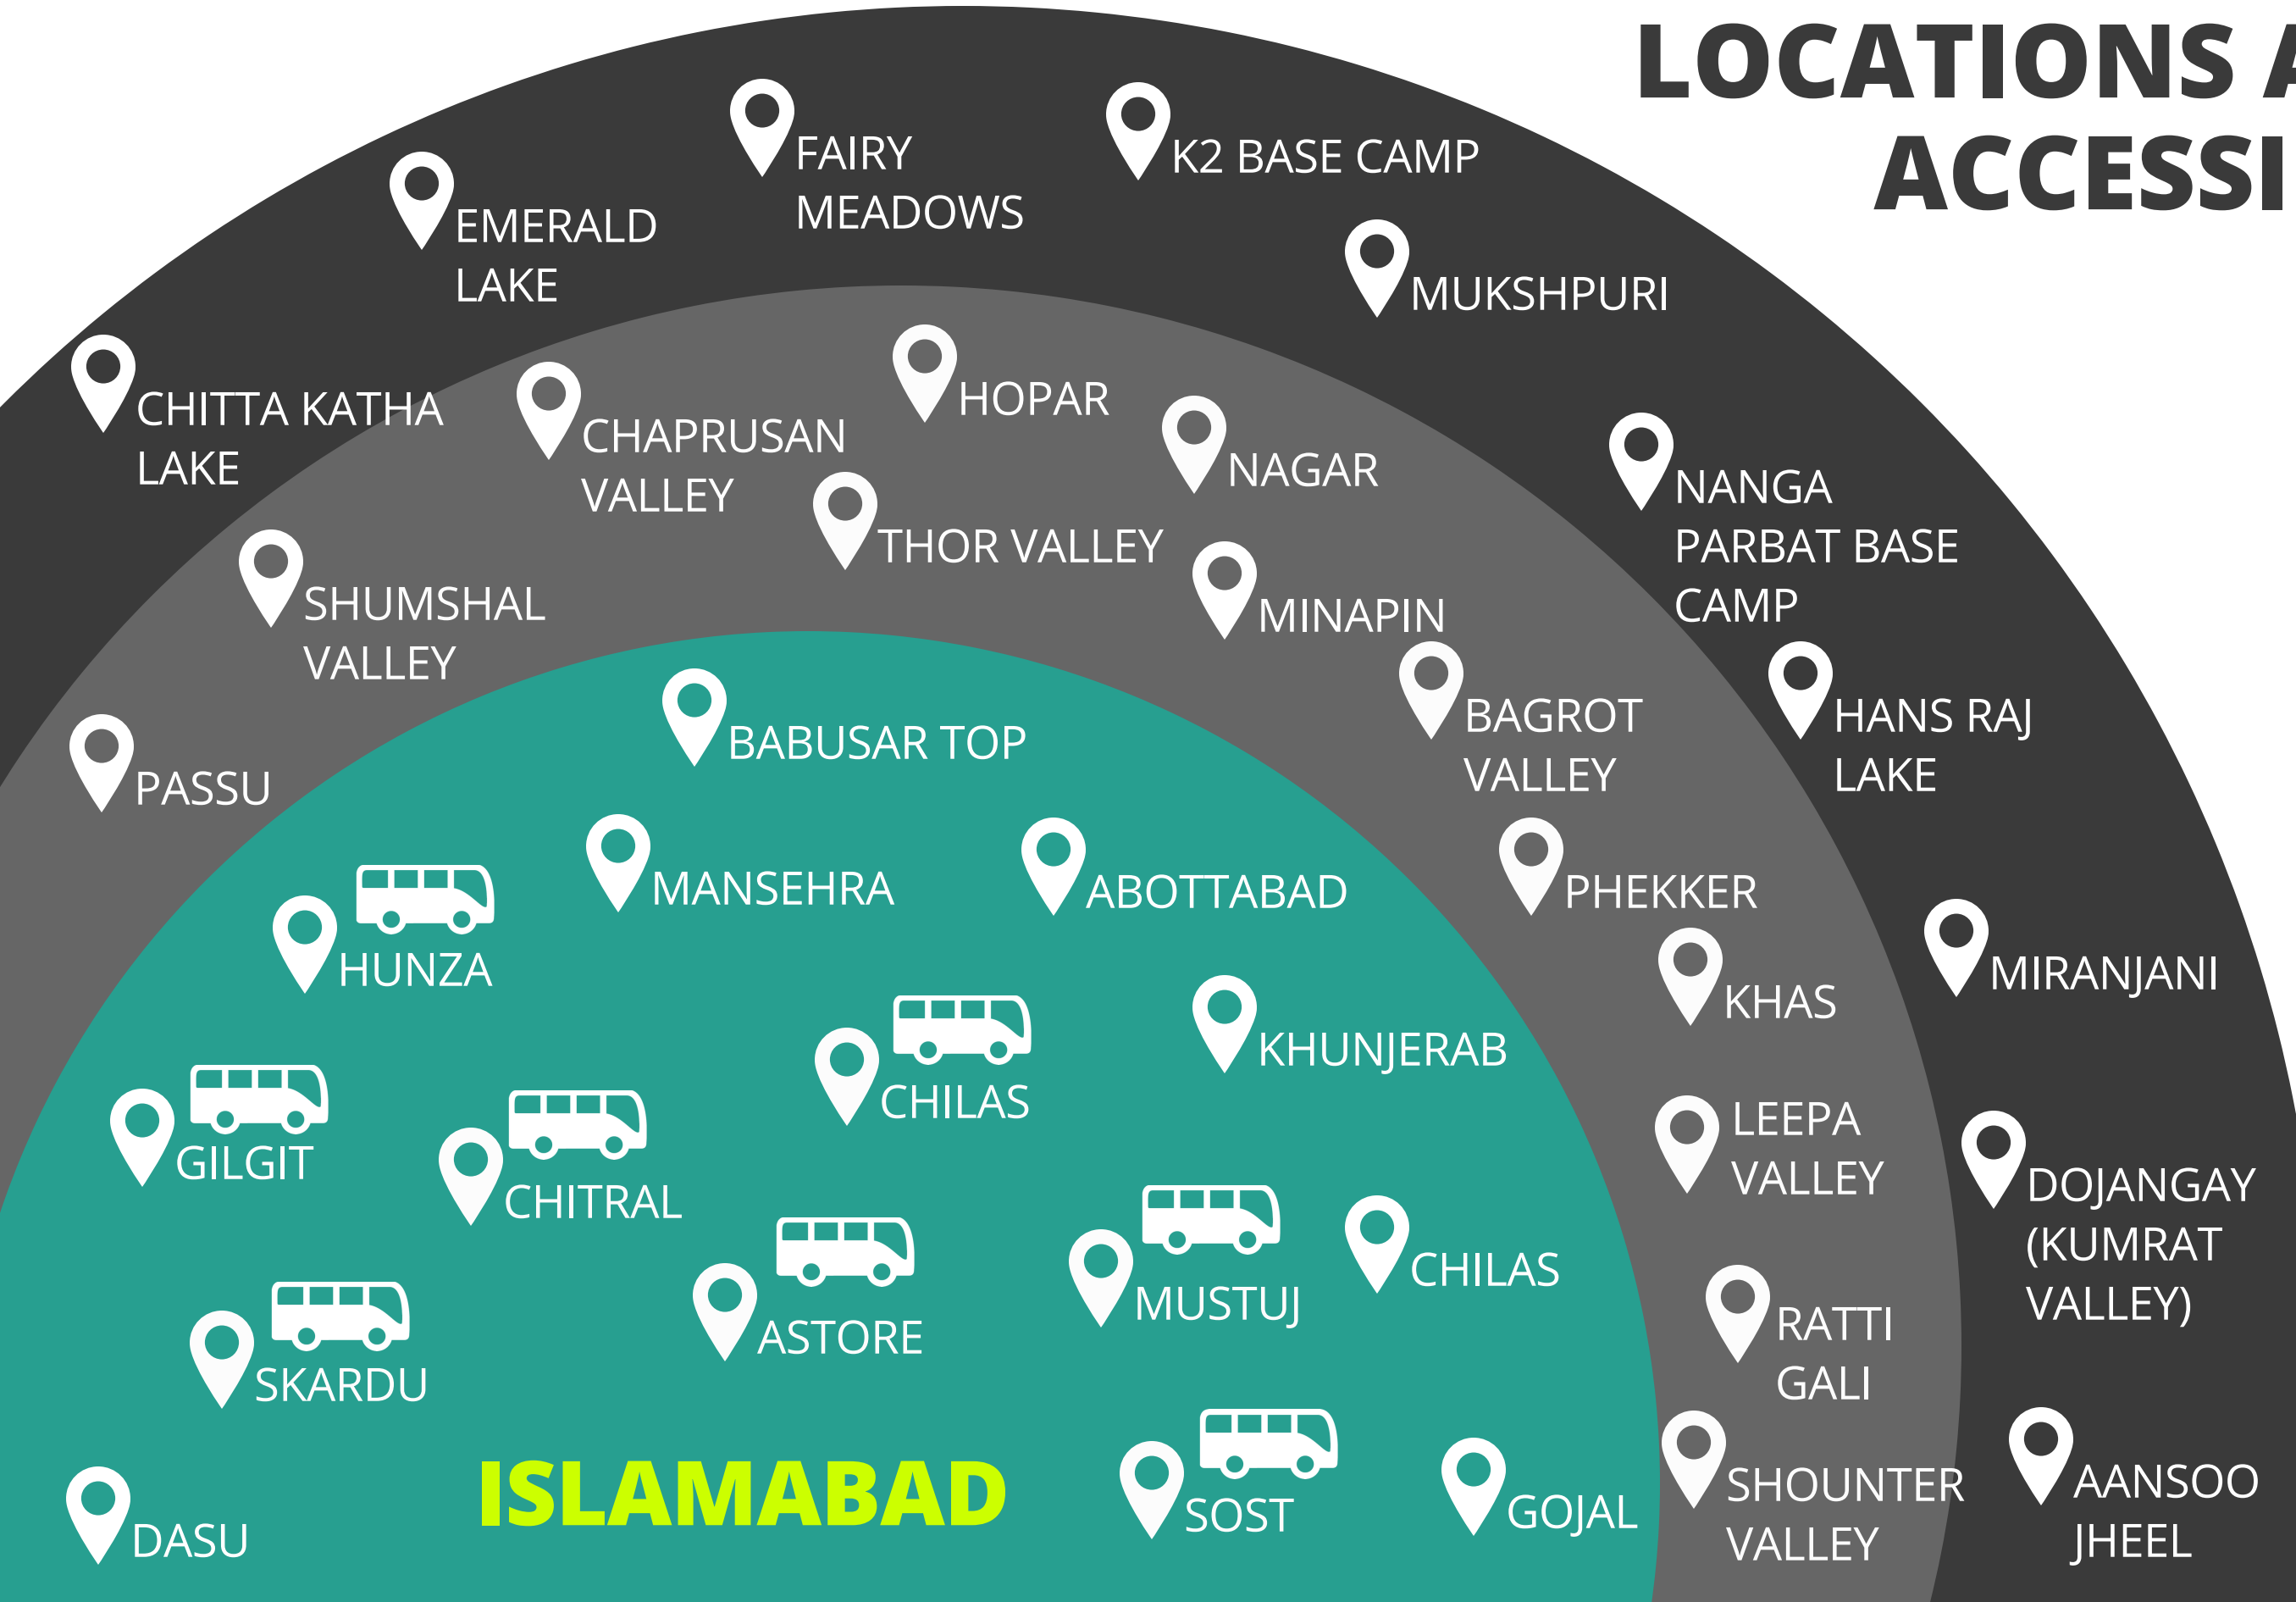 LOCATIONS A
ACCESSI
FAIRY
MEADOWS
K2 BASE CAMP
EMERALD
LAKE
MUKSHPURI
CHITTA KATHA
LAKE
CHAPRUSAN
VALLEY
HOPAR
NAGAR
NANGA
PARBAT BASE
CAMP
THOR VALLEY
SHUMSHAL
VALLEY
MINAPIN
BAGROT
VALLEY
HANS RAJ
LAKE
BABUSAR TOP
PASSU
MANSEHRA
ABOTTABAD
PHEKKER
HUNZA
MIRANJANI
KHAS
KHUNJERAB
CHILAS
LEEPA
VALLEY
GILGIT
CHITRAL
DOJANGAY
(KUMRAT
VALLEY)
CHILAS
MUSTUJ
RATTI
GALI
ASTORE
SKARDU
SHOUNTER
VALLEY
AANSOO
JHEEL
ISLAMABAD
SOST
GOJAL
DASU